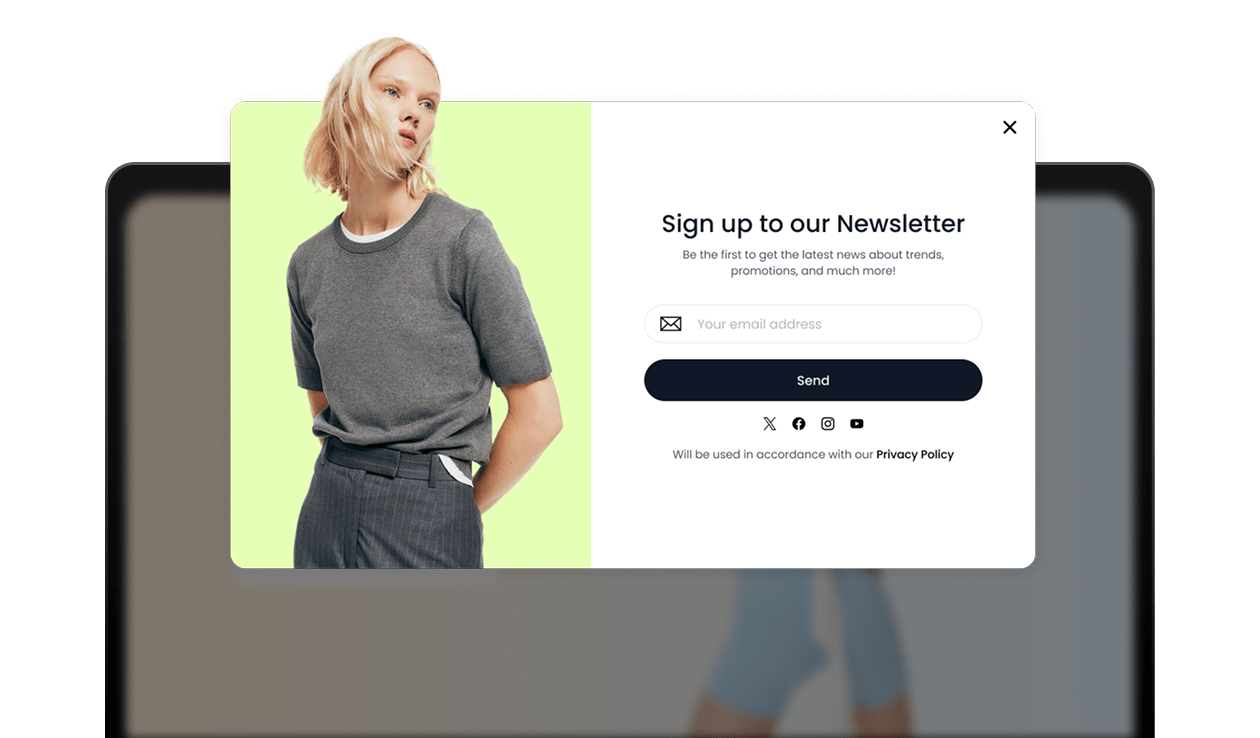 Sign up to our Newsletter
Be the first to get the latest news about trends,
promotions, and much more!
Your email address
Send
Will be used in accordance with our Privacy Policy